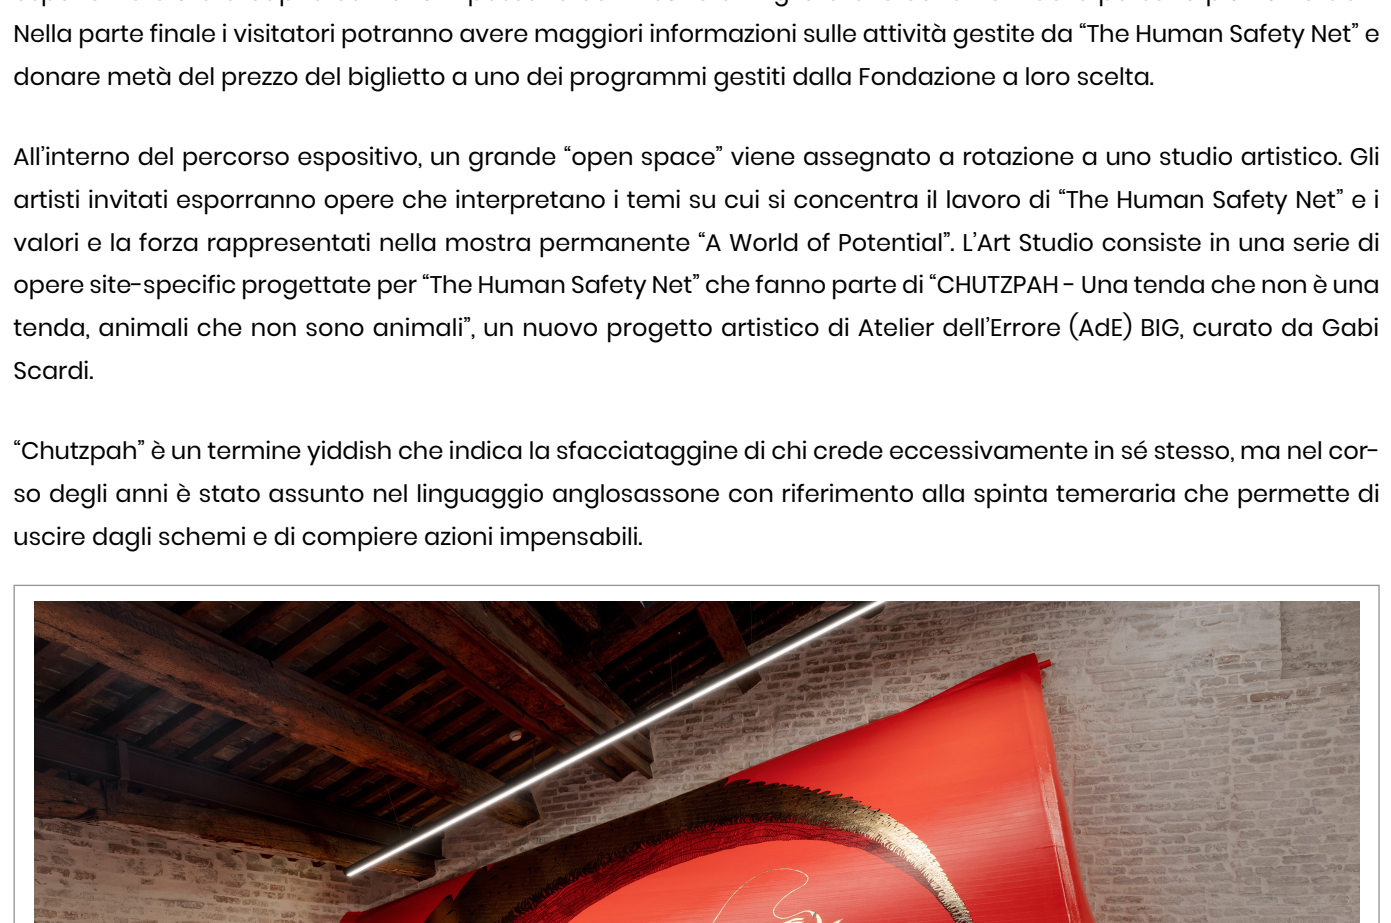 Nella parte finale i visitatori potranno avere maggiori informazioni sulle attività gestite da “The Human Safety Net” e
donare metà del prezzo del biglietto a uno dei programmi gestiti dalla Fondazione a loro scelta.
All’interno del percorso espositivo, un grande “open space” viene assegnato a rotazione a uno studio artistico. Gli
artisti invitati esporranno opere che interpretano i temi su cui si concentra il lavoro di “The Human Safety Net” e i
valori e la forza rappresentati nella mostra permanente “A World of Potential”. L’Art Studio consiste in una serie di
opere site-specific progettate per “The Human Safety Net” che fanno parte di “CHUTZPAH - Una tenda che non è una
tenda, animali che non sono animali”, un nuovo progetto artistico di Atelier dell’Errore (AdE) BIG, curato da Gabi
Scardi.
“Chutzpah” è un termine yiddish che indica la sfacciataggine di chi crede eccessivamente in sé stesso, ma nel cor-
so degli anni è stato assunto nel linguaggio anglosassone con riferimento alla spinta temeraria che permette di
uscire dagli schemi e di compiere azioni impensabili.